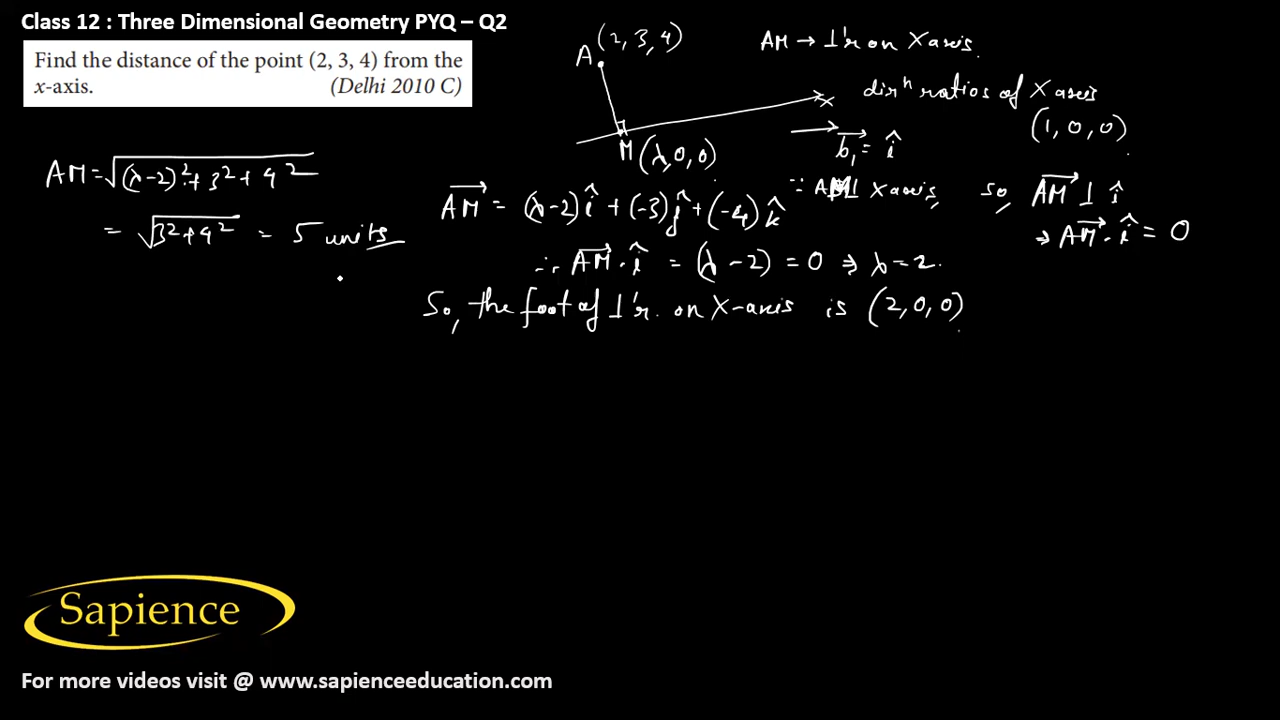 Class 12 : Three Dimensional Geometry PYQ – Q2
Find the distance of the point (2, 3, 4) from the
x-axis. (Delhi 2010 C)
A (2, 3, 4)
AM → ⊥'r on X axis.
x
dirⁿ ratios of X axis
(1, 0, 0)
M (λ, 0, 0)
b₁⃗ = î
AM = √((λ-2)² + 3² + 4²)
= √(3² + 4²) = 5 units
AM⃗ = (λ-2)î + (-3)ĵ + (-4)k̂
∵ AM ⊥ X axis, so, AM⃗ ⊥ î
⇒ AM⃗ . î = 0
∴ AM⃗ . î = (λ - 2) = 0 ⇒ λ = 2.
So, the foot of ⊥'r. on X-axis is (2, 0, 0)
Sapience
For more videos visit @ www.sapienceeducation.com